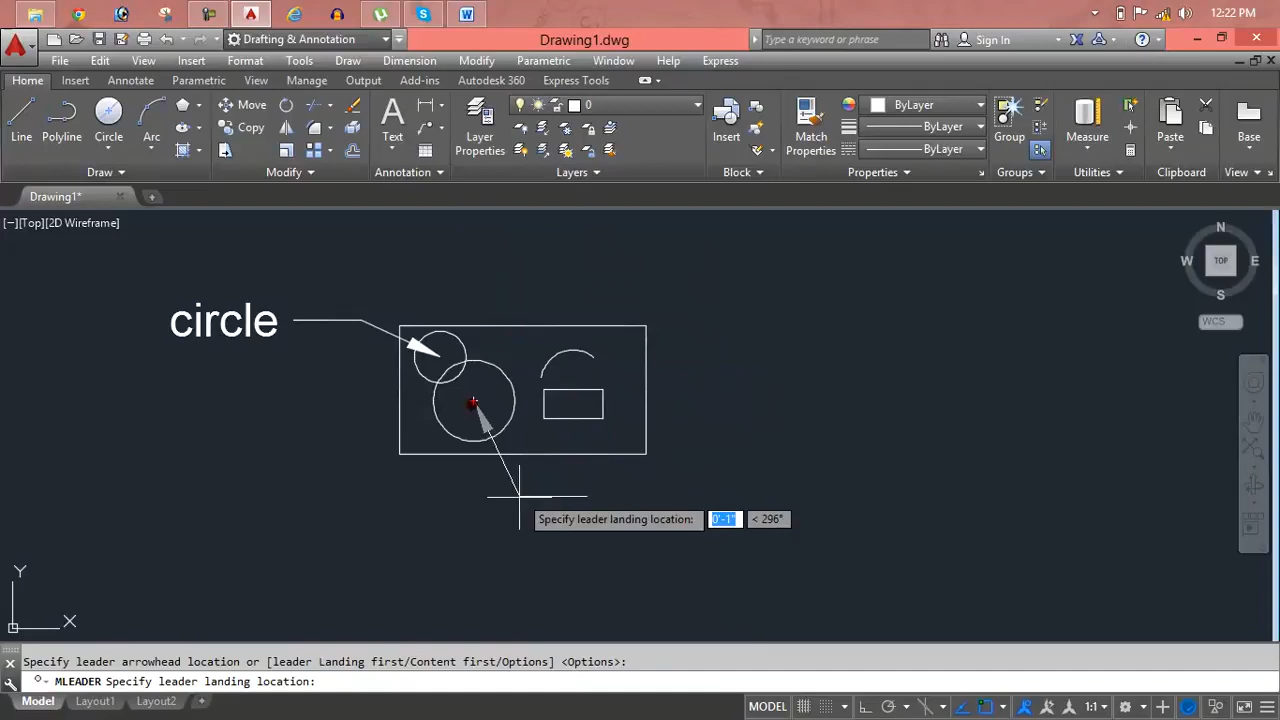 12:22 PM
Drafting & Annotation
Drawing1.dwg
Type a keyword or phrase
Sign In
File Edit View Insert Format Tools Draw Dimension Modify Parametric Window Help Express
Home Insert Annotate Parametric View Manage Output Add-ins Autodesk 360 Express Tools
Line Polyline Circle Arc
Move
Copy
Text
Layer Properties
0
Insert
Match Properties
ByLayer
ByLayer
ByLayer
Group
Measure
Paste
Base
Draw Modify Annotation Layers Block Properties Groups Utilities Clipboard View
Drawing1*
[−][Top][2D Wireframe]
N
W TOP E
S
WCS
circle
Specify leader landing location: 0'-1" < 296°
Y
X
Specify leader arrowhead location or [leader Landing first/Content first/Options] <Options>:
MLEADER Specify leader landing location:
Model Layout1 Layout2 +
MODEL
1:1